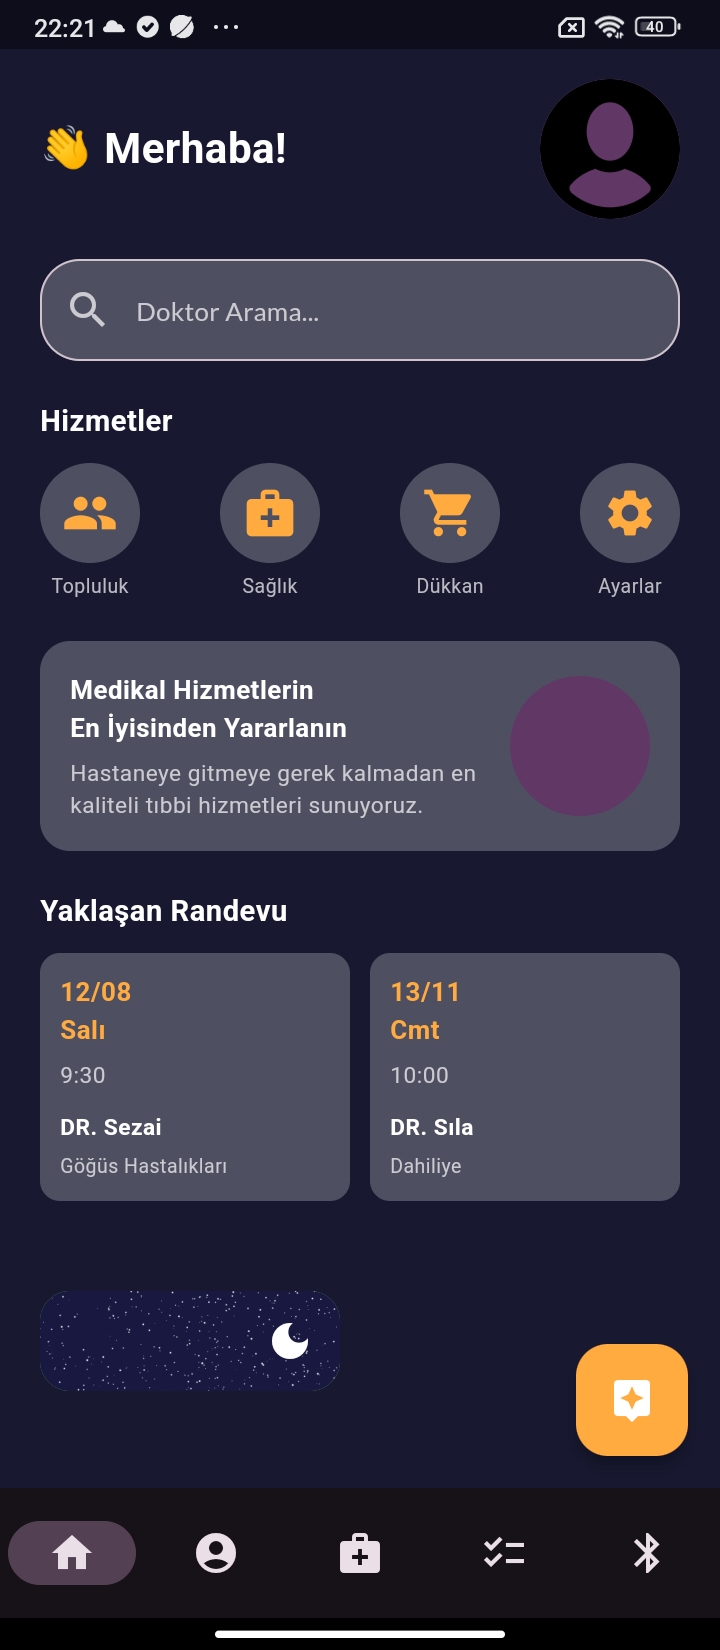 22:21
40
👋 Merhaba!
Doktor Arama...
Hizmetler
Topluluk
Sağlık
Dükkan
Ayarlar
Medikal Hizmetlerin
En İyisinden Yararlanın
Hastaneye gitmeye gerek kalmadan en
kaliteli tıbbi hizmetleri sunuyoruz.
Yaklaşan Randevu
12/08
Salı
9:30
DR. Sezai
Göğüs Hastalıkları
13/11
Cmt
10:00
DR. Sıla
Dahiliye